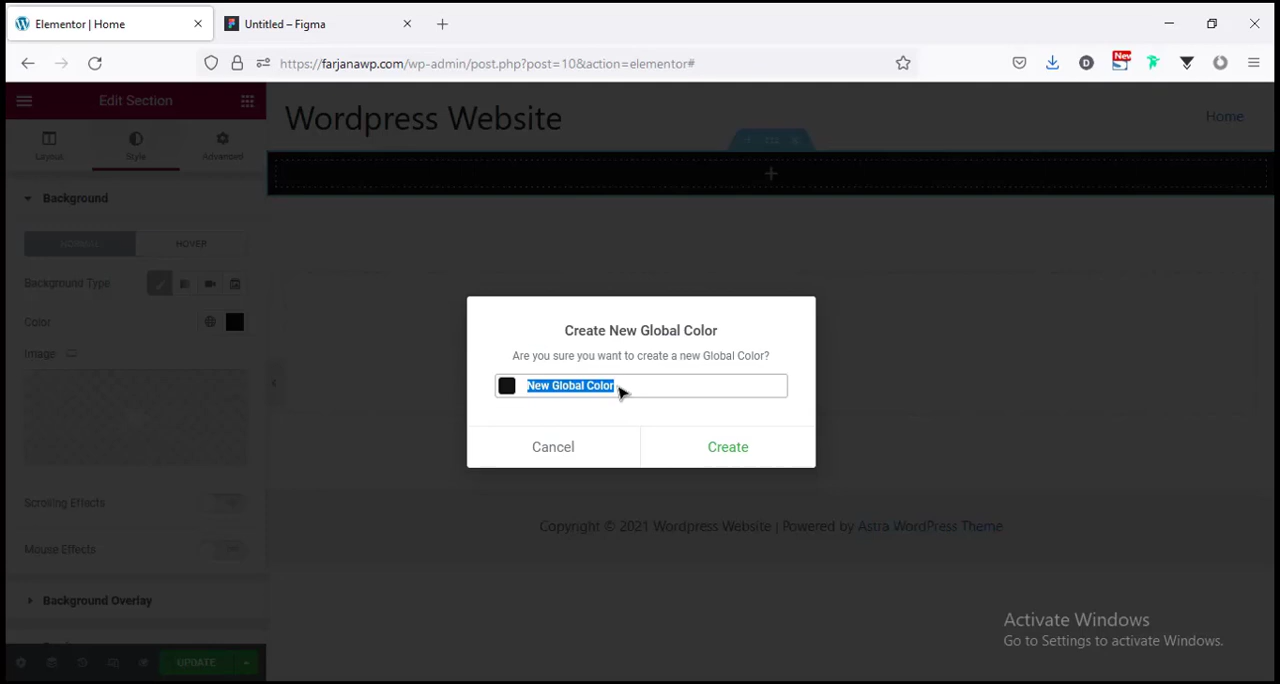 Elementor | Home
Untitled – Figma
https://farjanawp.com/wp-admin/post.php?post=10&action=elementor#
New
Edit Section
Wordpress Website
Home
Layout
Style
Advanced
Background
NORMAL
HOVER
Background Type
Color
Image
Create New Global Color
Are you sure you want to create a new Global Color?
New Global Color
Cancel
Create
Scrolling Effects
Mouse Effects
Copyright © 2021 Wordpress Website | Powered by Astra WordPress Theme
Background Overlay
Activate Windows
Go to Settings to activate Windows.
UPDATE